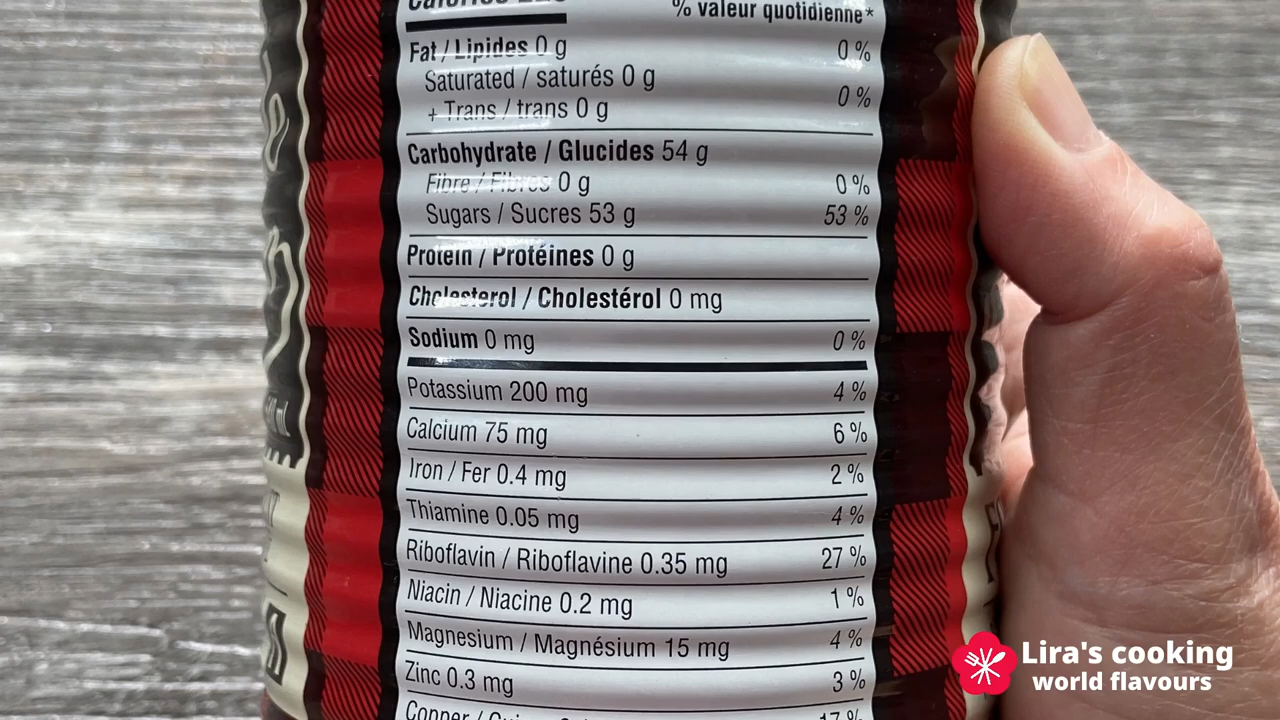 % valeur quotidienne*
Fat / Lipides 0 g 0 %
Saturated / saturés 0 g
+ Trans / trans 0 g 0 %
Carbohydrate / Glucides 54 g
Fibre / Fibres 0 g 0 %
Sugars / Sucres 53 g 53 %
Protein / Protéines 0 g
Cholesterol / Cholestérol 0 mg
Sodium 0 mg 0 %
Potassium 200 mg 4 %
Calcium 75 mg 6 %
Iron / Fer 0.4 mg 2 %
Thiamine 0.05 mg 4 %
Riboflavin / Riboflavine 0.35 mg 27 %
Niacin / Niacine 0.2 mg 1 %
Magnesium / Magnésium 15 mg 4 %
Zinc 0.3 mg 3 %
Copper / 17 %
Lira's cooking
world flavours